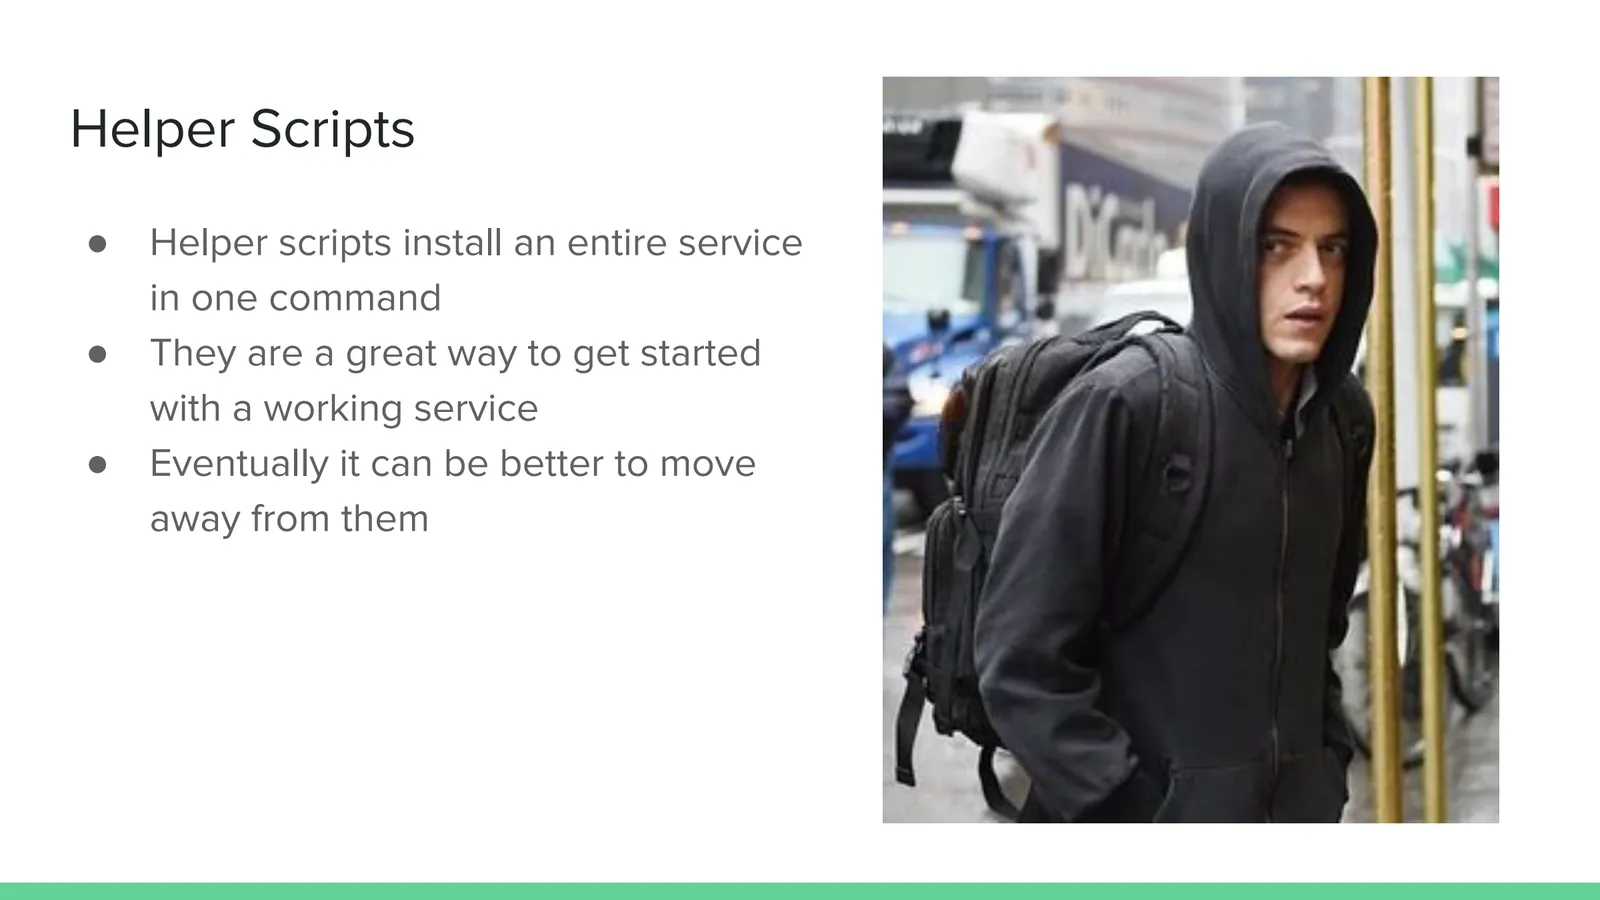 Helper Scripts
● Helper scripts install an entire service
in one command
● They are a great way to get started
with a working service
● Eventually it can be better to move
away from them